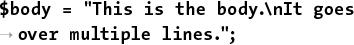 $body = "This is the body.\nIt goes
→ over multiple lines.";